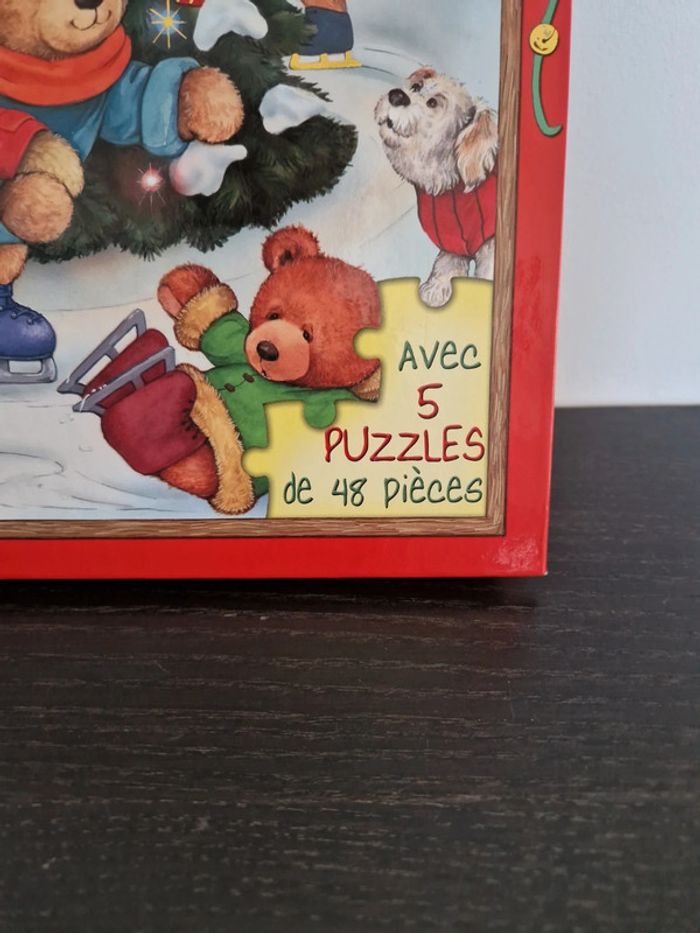 AVEC
5
PUZZLES
de 48 pièces